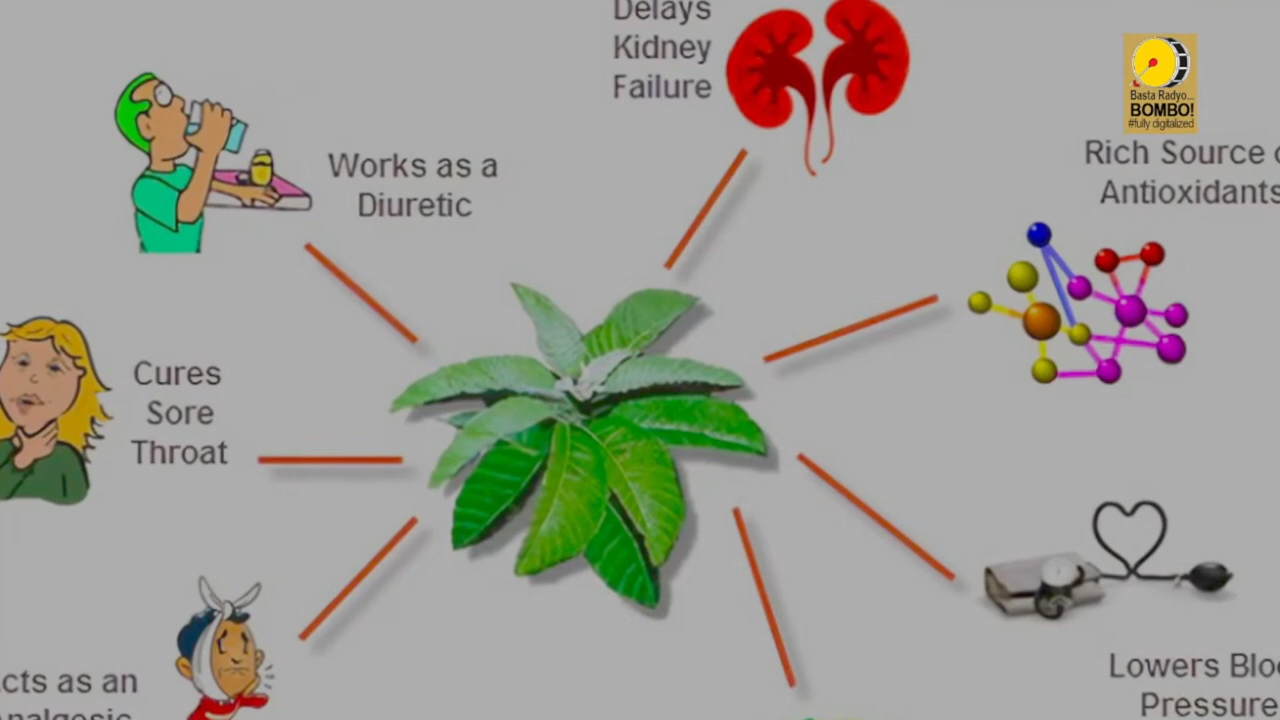 Delays
Kidney
Failure
Basta Radyo...
BOMBO!
#fully digitalized
Works as a
Diuretic
Rich Source
Antioxidants
Cures
Sore
Throat
Lowers
Pressure
as an